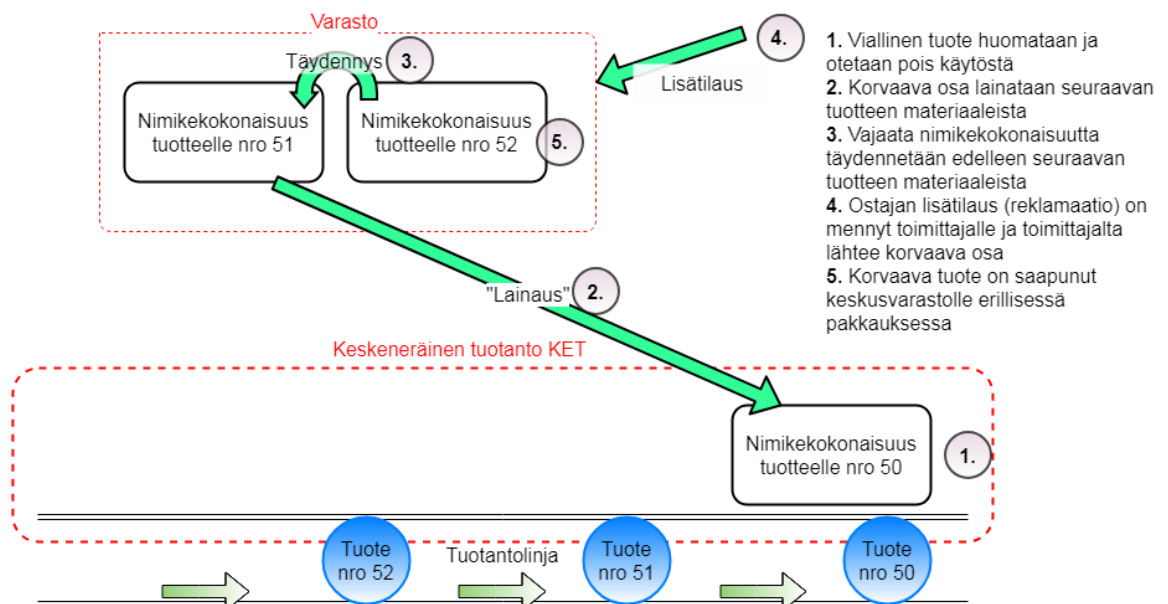 Varasto
Täydennys
3.
4.
Lisätilaus
Nimikekokonaisuus
tuotteelle nro 51
Nimikekokonaisuus
tuotteelle nro 52
5.
1. Viallinen tuote huomataan ja
otetaan pois käytöstä
2. Korvaava osa lainataan seuraavan
tuotteen materiaaleista
3. Vajaata nimikekokonaisuutta
täydennetään edelleen seuraavan
tuotteen materiaaleista
4. Ostajan lisätilaus (reklamaatio) on
mennyt toimittajalle ja toimittajalta
lähtee korvaava osa
5. Korvaava tuote on saapunut
keskusvarastolle erillisessä
pakkauksessa
"Lainaus"
2.
Keskeneräinen tuotanto KET
Nimikekokonaisuus
tuotteelle nro 50
1.
Tuote
nro 52
Tuotantolinja
Tuote
nro 51
Tuote
nro 50